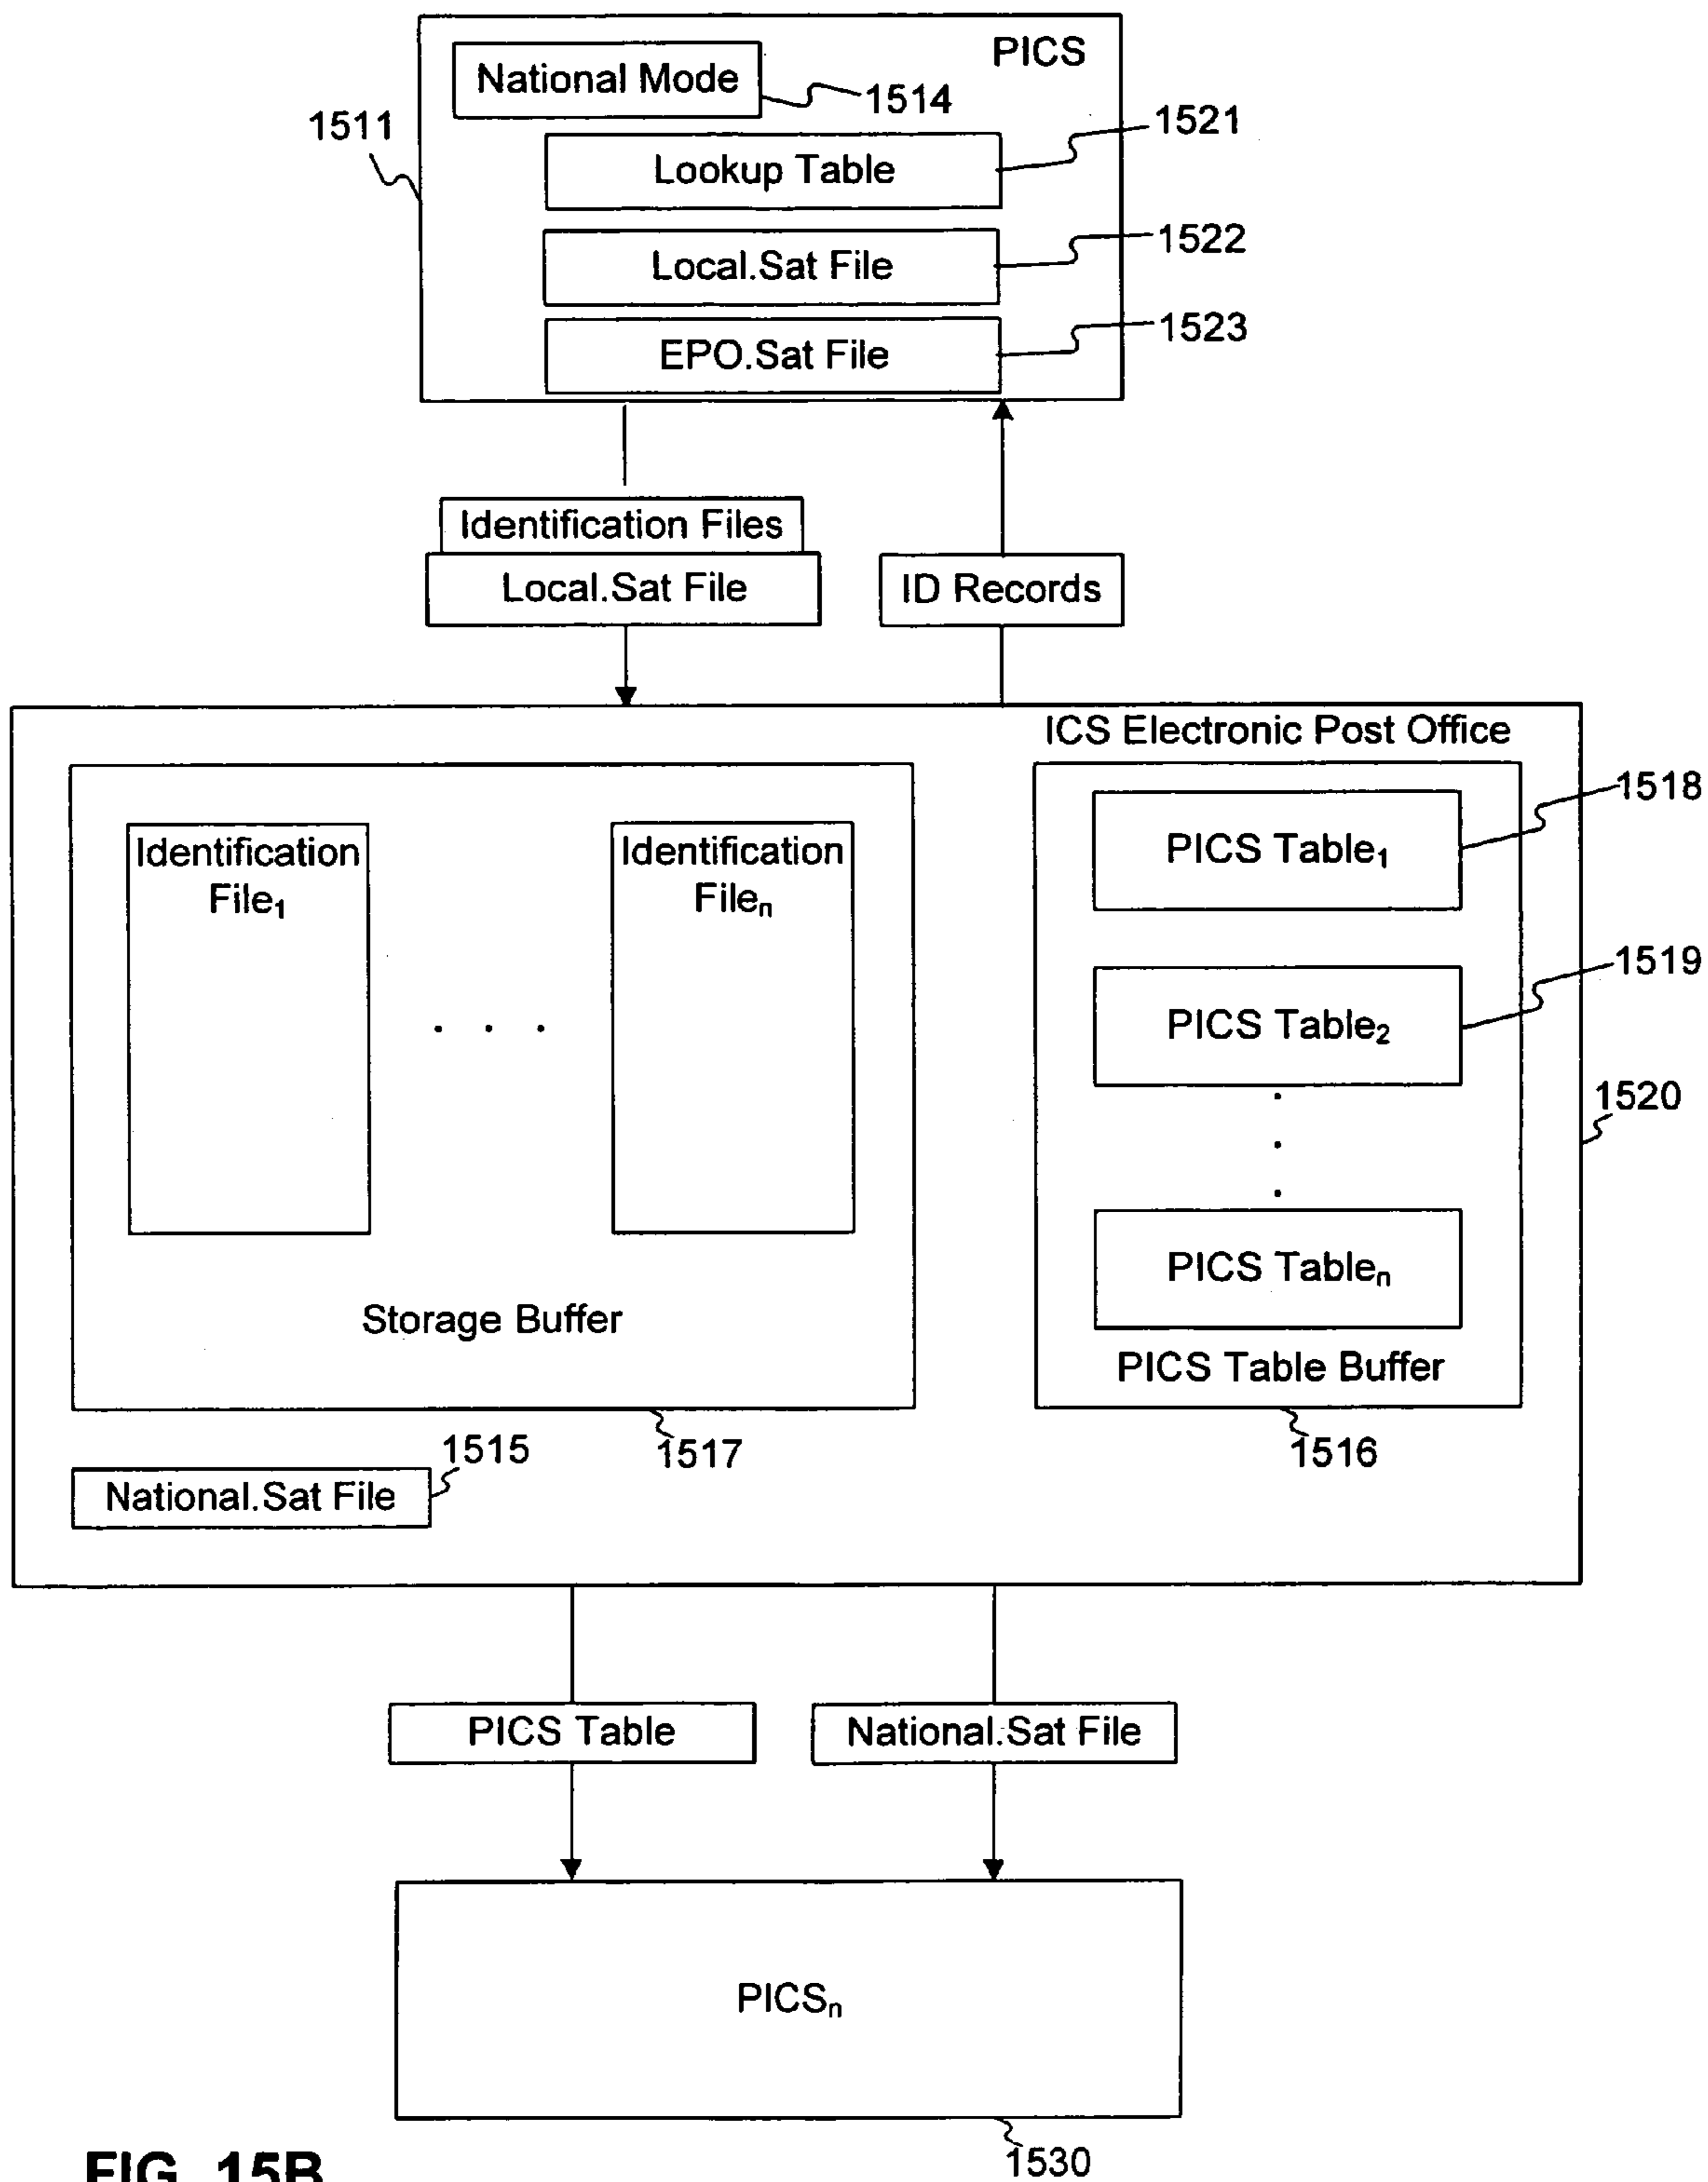 PICS
National Mode
1514
1511
1521
Lookup Table
1522
Local.Sat File
1523
EPO.Sat File
Identification Files
Local.Sat File
ID Records
ICS Electronic Post Office
1518
Identification
File₁
Identification
Fileₙ
PICS Table₁
1519
. . .
PICS Table₂
1520
.
.
.
PICS Tableₙ
Storage Buffer
PICS Table Buffer
1515
1517
1516
National.Sat File
PICS Table
National.Sat File
PICSₙ
1530
FIG. 15B